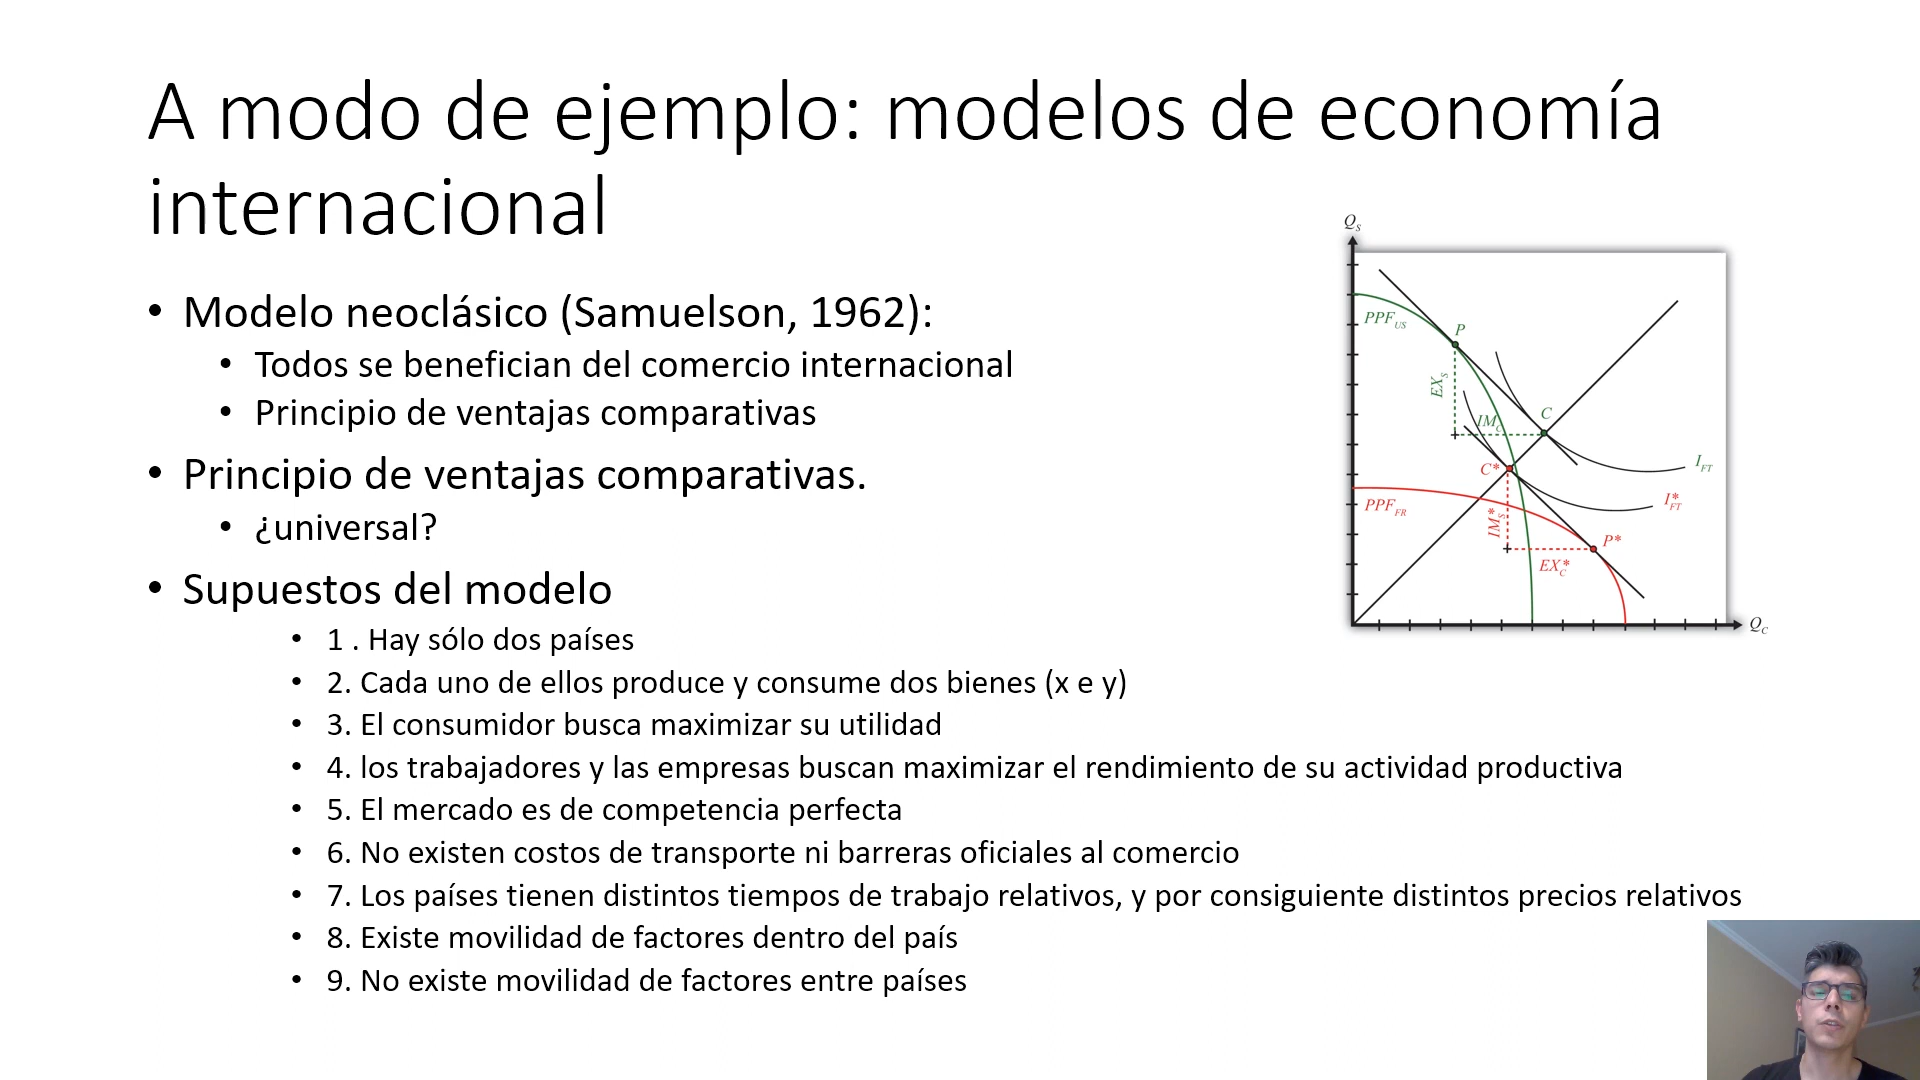 A modo de ejemplo: modelos de economía
internacional
• Modelo neoclásico (Samuelson, 1962):
• Todos se benefician del comercio internacional
• Principio de ventajas comparativas
• Principio de ventajas comparativas.
• ¿universal?
• Supuestos del modelo
• 1 . Hay sólo dos países
• 2. Cada uno de ellos produce y consume dos bienes (x e y)
• 3. El consumidor busca maximizar su utilidad
• 4. los trabajadores y las empresas buscan maximizar el rendimiento de su actividad productiva
• 5. El mercado es de competencia perfecta
• 6. No existen costos de transporte ni barreras oficiales al comercio
• 7. Los países tienen distintos tiempos de trabajo relativos, y por consiguiente distintos precios relativos
• 8. Existe movilidad de factores dentro del país
• 9. No existe movilidad de factores entre países
Q_S
PPF_US
P
EX_S
IM_C
C
I_FT
C*
I*_FT
PPF_FR
IM*_S
P*
EX*_C
Q_C